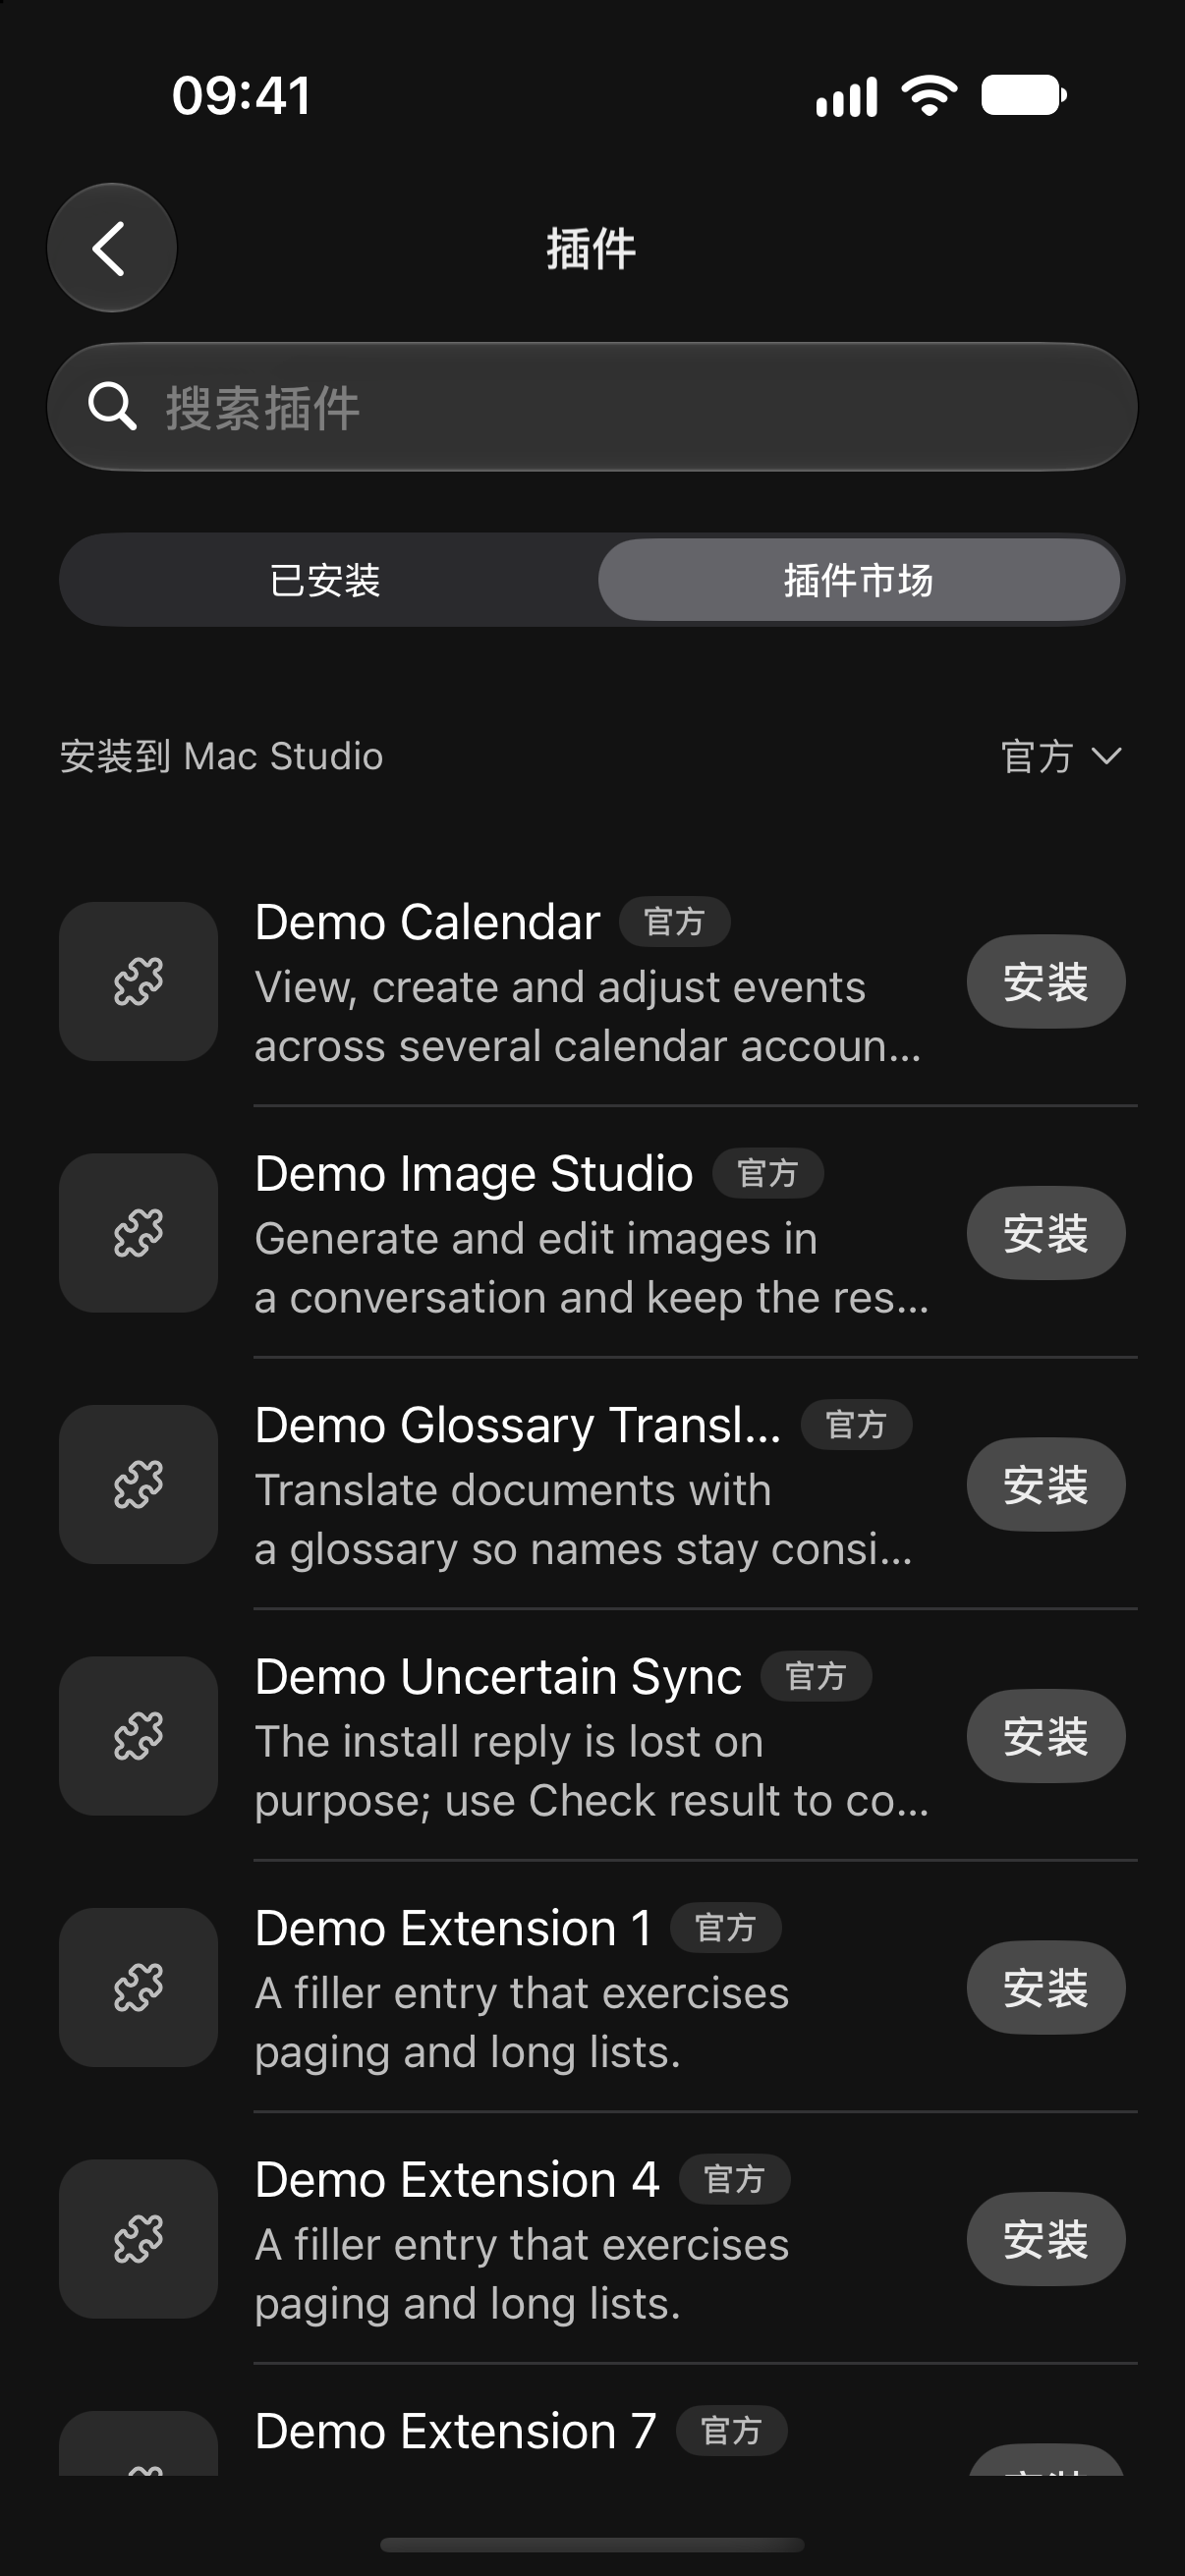 09:41
插件
搜索插件
已安装
插件市场
安装到 Mac Studio
官方
Demo Calendar 官方
View, create and adjust events
across several calendar accoun...
安装
Demo Image Studio 官方
Generate and edit images in
a conversation and keep the res...
安装
Demo Glossary Transl... 官方
Translate documents with
a glossary so names stay consi...
安装
Demo Uncertain Sync 官方
The install reply is lost on
purpose; use Check result to co...
安装
Demo Extension 1 官方
A filler entry that exercises
paging and long lists.
安装
Demo Extension 4 官方
A filler entry that exercises
paging and long lists.
安装
Demo Extension 7 官方